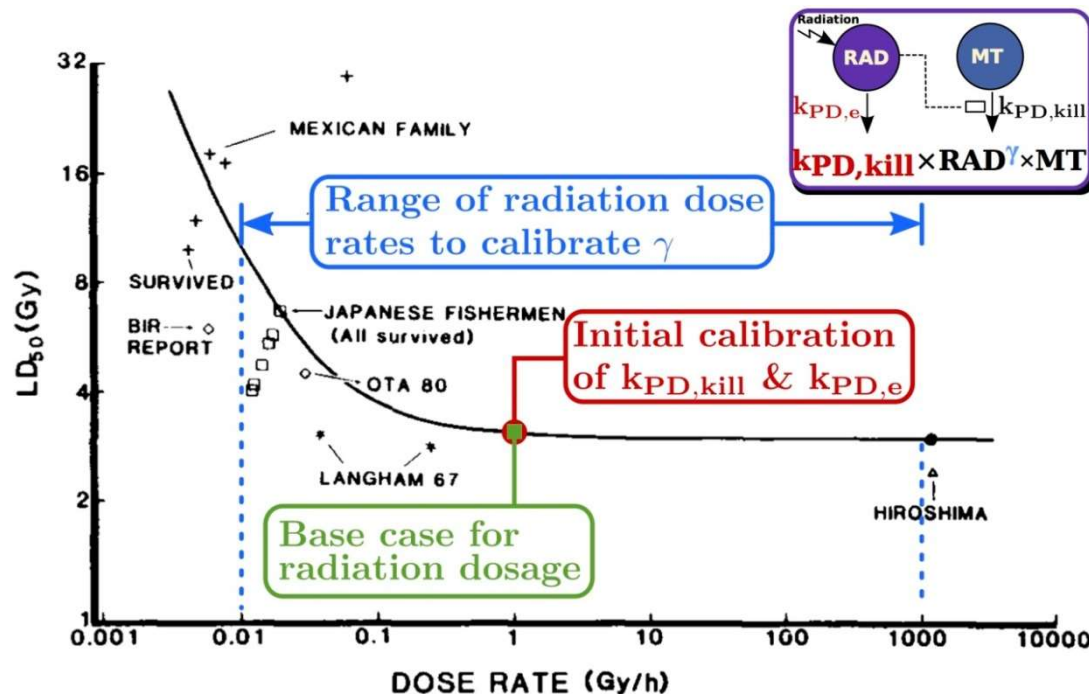 Radiation
RAD
MT
kPD,e
kPD,kill
kPD,kill×RADγ×MT
32
16
8
4
2
1
LD50(Gy)
MEXICAN FAMILY
Range of radiation dose
rates to calibrate γ
SURVIVED
BIR
REPORT
JAPANESE FISHERMEN
(All survived)
OTA 80
LANGHAM 67
Initial calibration
of kPD,kill & kPD,e
Base case for
radiation dosage
HIROSHIMA
0.001 0.01 0.1 1 10 100 1000 10000
DOSE RATE (Gy/h)